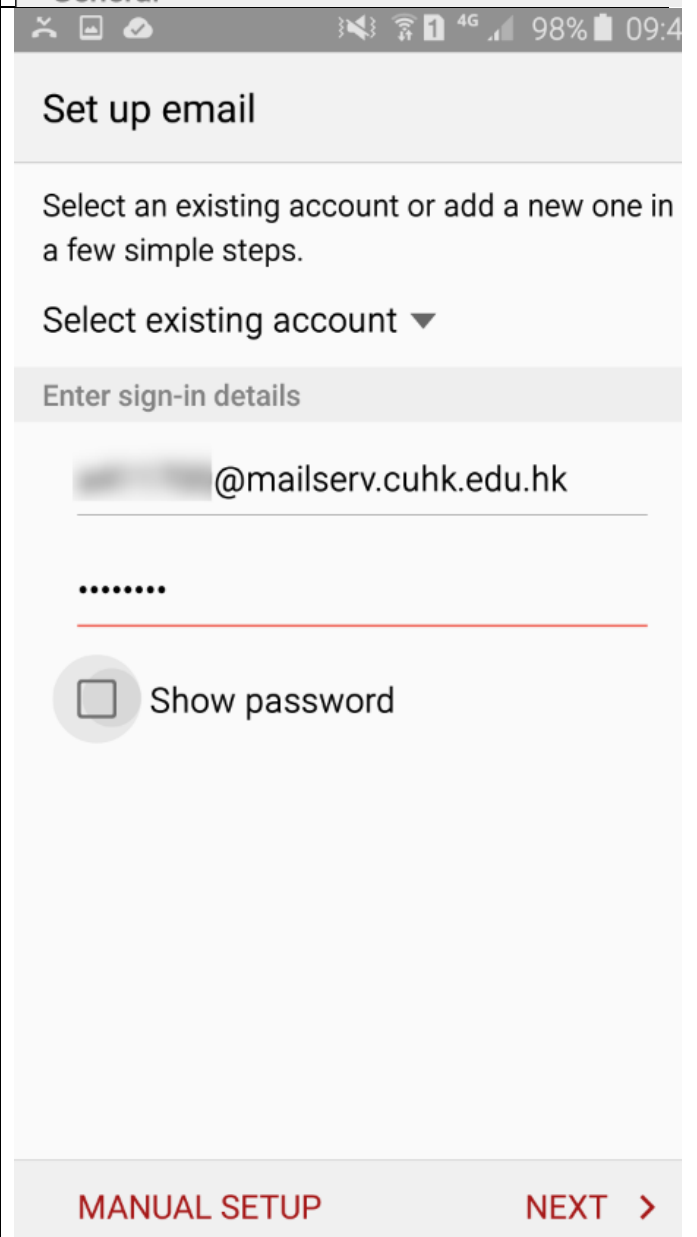 4G 98% 09:4
Set up email
Select an existing account or add a new one in
a few simple steps.
Select existing account
Enter sign-in details
@mailserv.cuhk.edu.hk
••••••••
Show password
MANUAL SETUP NEXT >